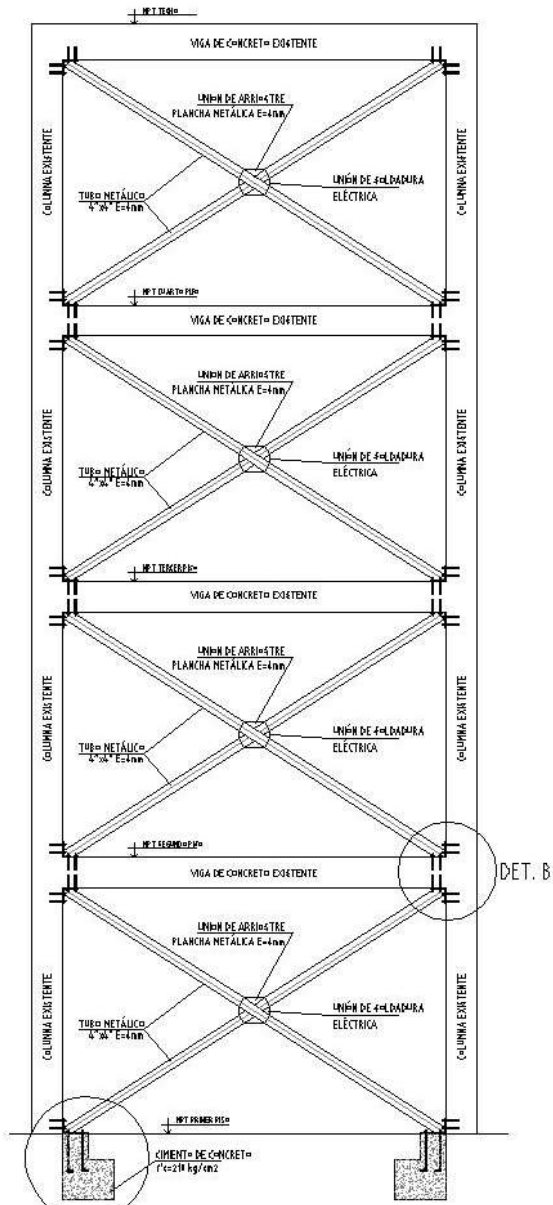 NPT TECHO
VIGA DE CONCRETO EXISTENTE
COLUMNA EXISTENTE
UNION DE ARRIOSTRE
PLANCHA METÁLICA E=4mm
UNIÓN DE SOLDADURA
ELÉCTRICA
TUBO METÁLICO
4"x4" E=4mm
COLUMNA EXISTENTE
NPT CUARTO PISO
VIGA DE CONCRETO EXISTENTE
COLUMNA EXISTENTE
UNION DE ARRIOSTRE
PLANCHA METÁLICA E=4mm
UNIÓN DE SOLDADURA
ELÉCTRICA
TUBO METÁLICO
4"x4" E=4mm
COLUMNA EXISTENTE
NPT TERCER PISO
VIGA DE CONCRETO EXISTENTE
COLUMNA EXISTENTE
UNION DE ARRIOSTRE
PLANCHA METÁLICA E=4mm
UNIÓN DE SOLDADURA
ELÉCTRICA
TUBO METÁLICO
4"x4" E=4mm
COLUMNA EXISTENTE
NPT SEGUNDO PISO
DET. B
VIGA DE CONCRETO EXISTENTE
COLUMNA EXISTENTE
UNION DE ARRIOSTRE
PLANCHA METÁLICA E=4mm
UNIÓN DE SOLDADURA
ELÉCTRICA
TUBO METÁLICO
4"x4" E=4mm
COLUMNA EXISTENTE
NPT PRIMER PISO
CIMIENTO DE CONCRETO
f'c=210 kg/cm2